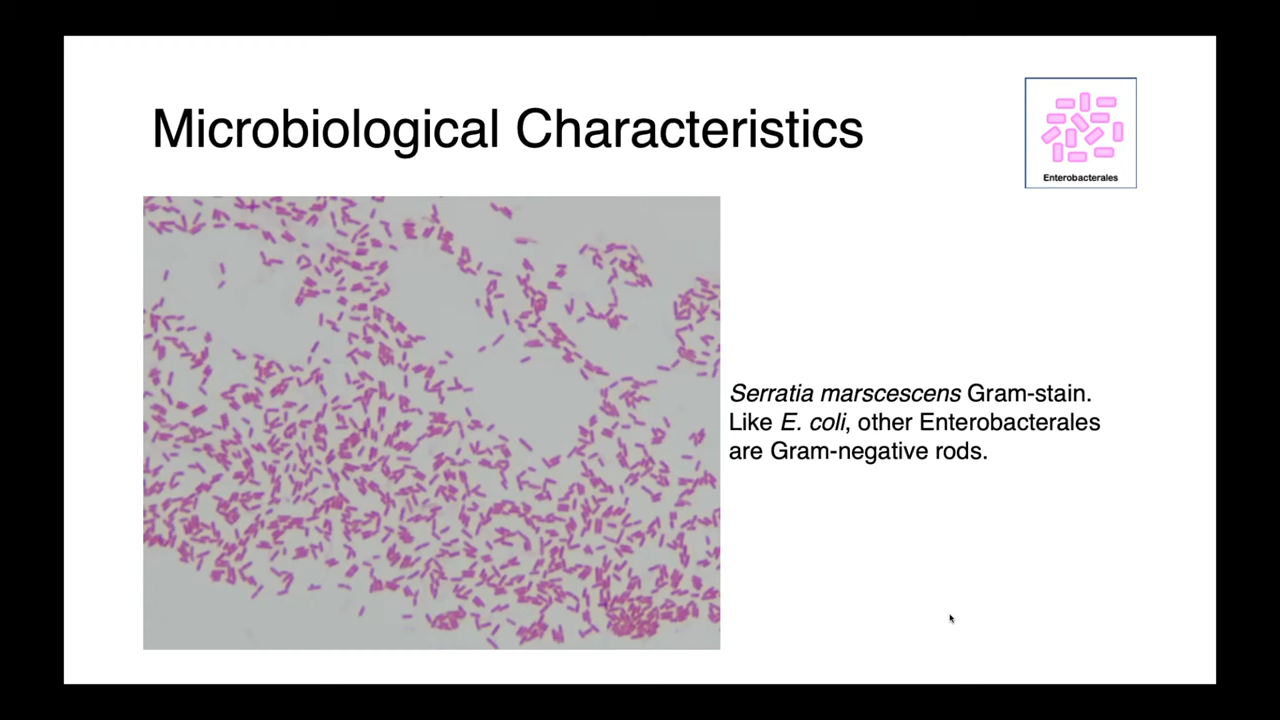 Microbiological Characteristics
Enterobacterales
Serratia marscescens Gram-stain.
Like E. coli, other Enterobacterales
are Gram-negative rods.